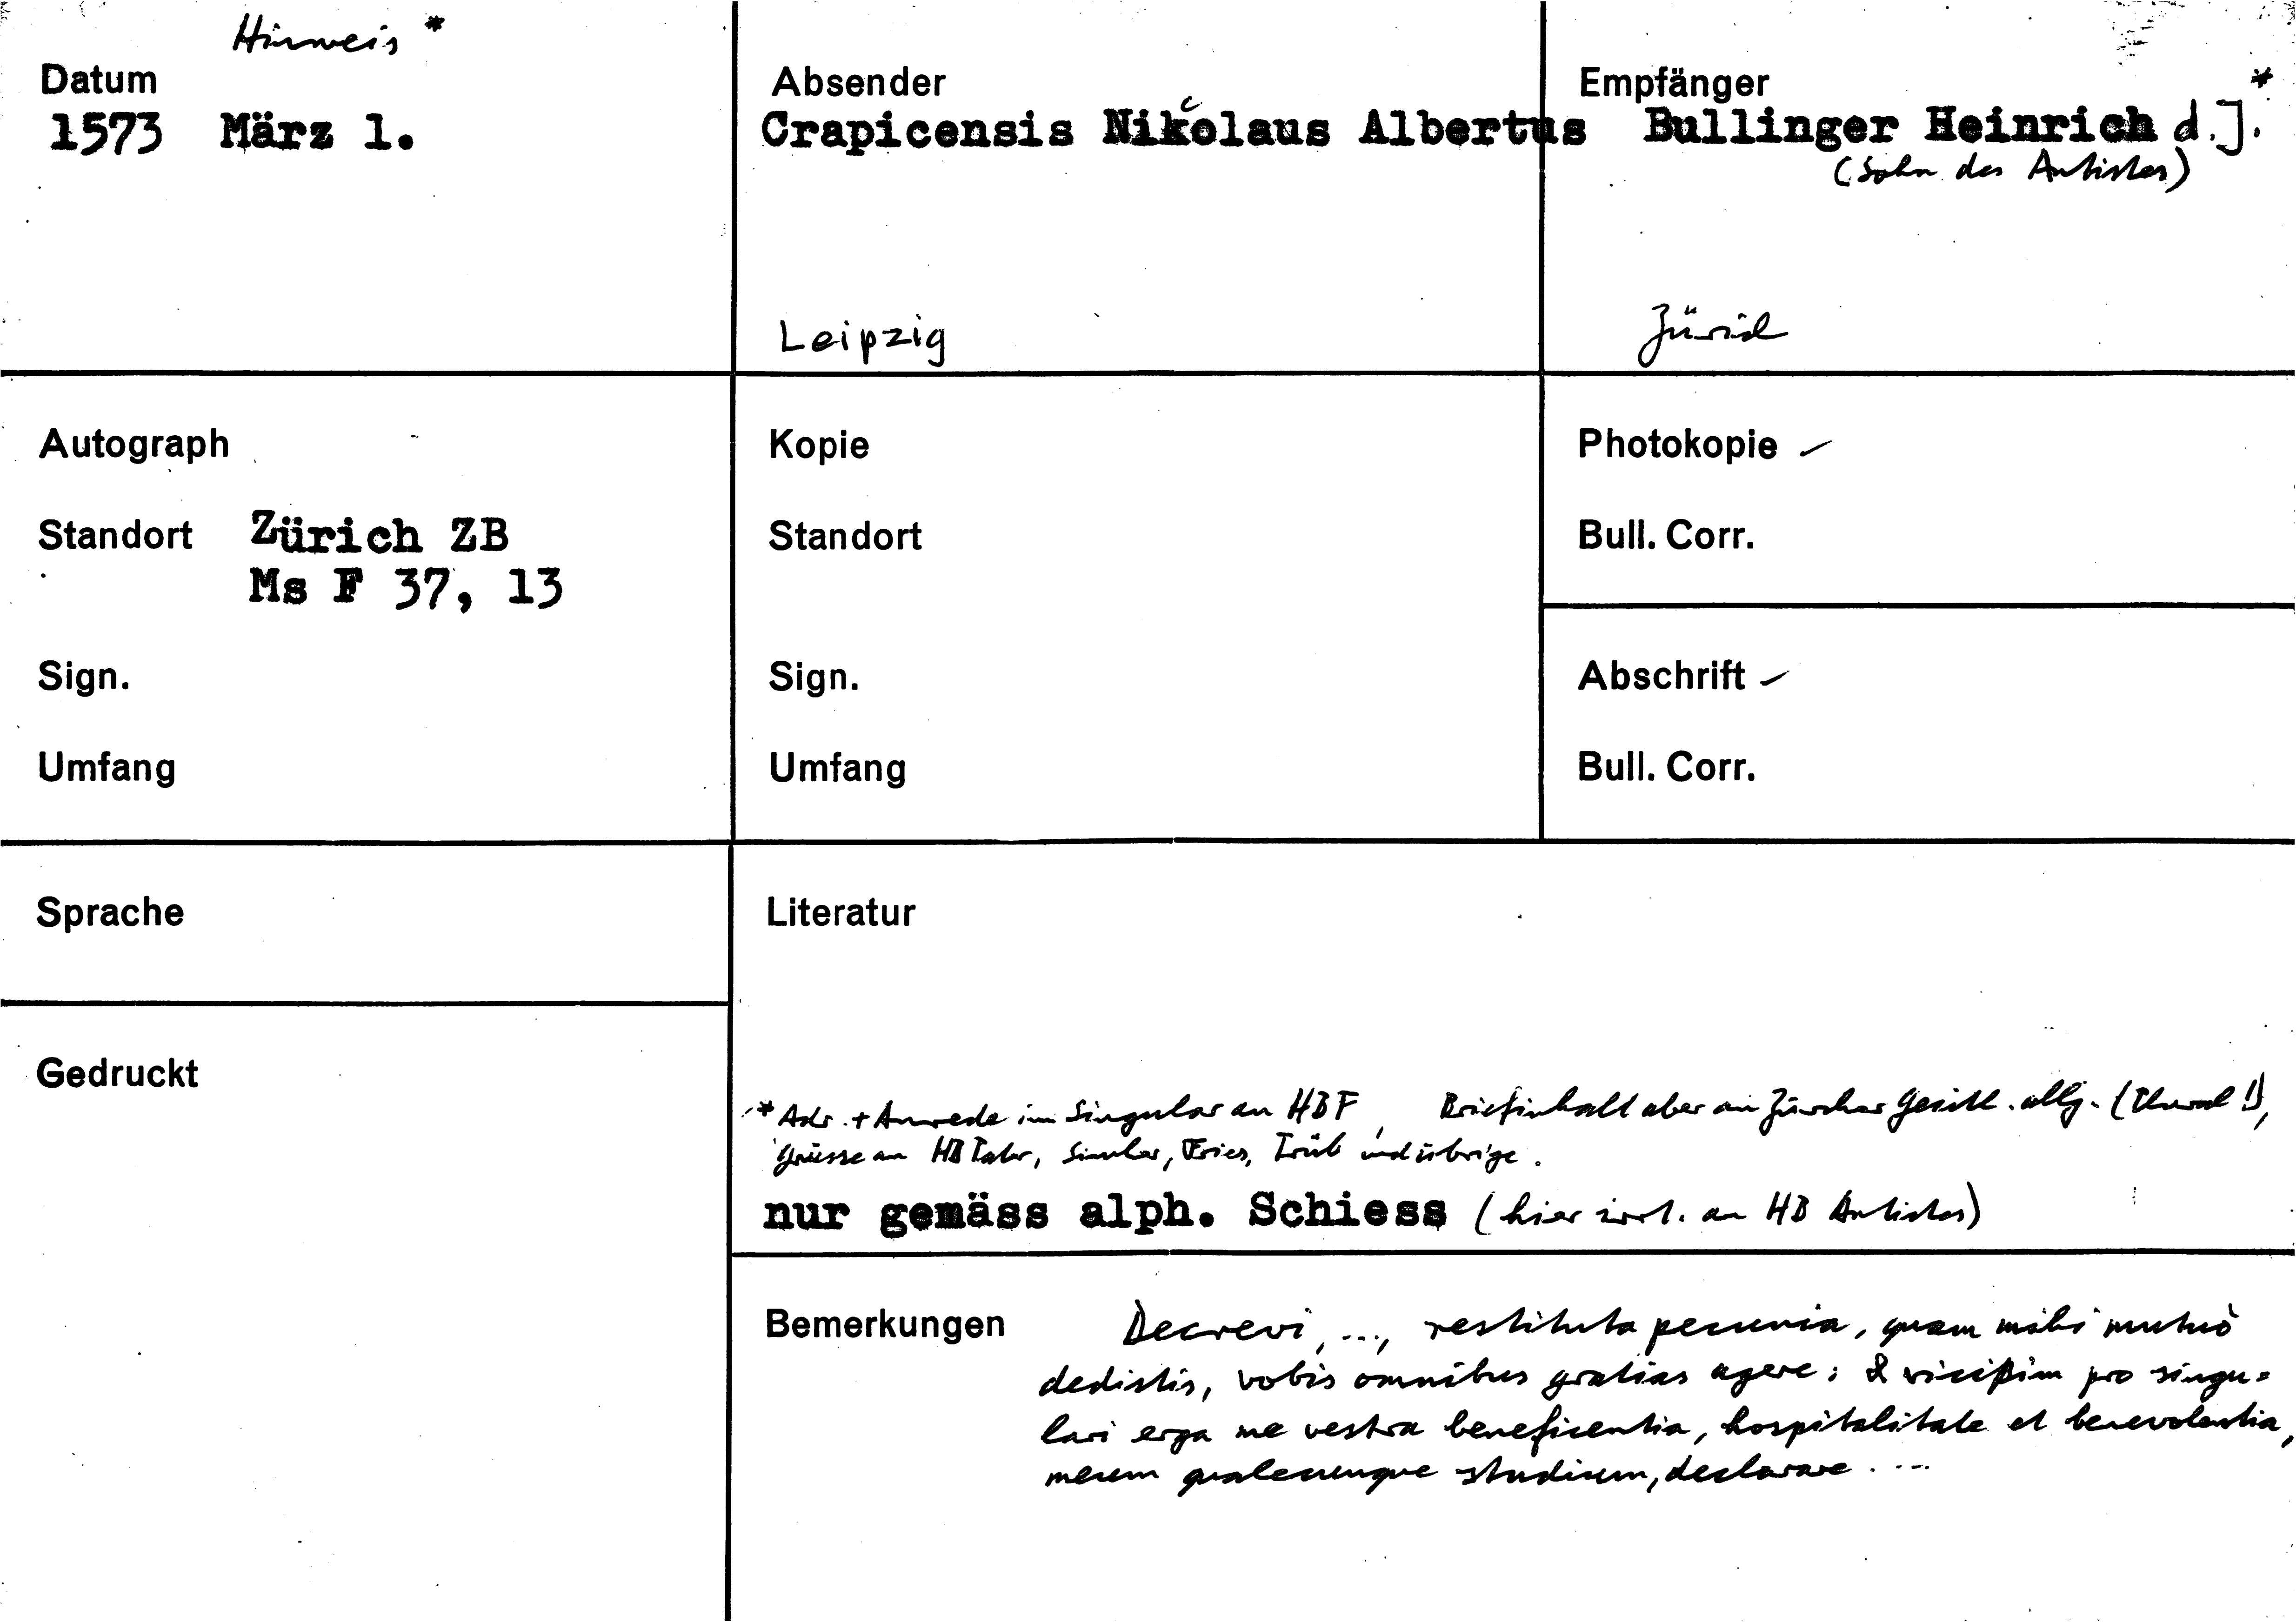 Hinweis *
Datum
1573 März 1.
Absender
Crapicensis Nikolaus Albertus
c
Leipzig
Empfänger *
Bullinger Heinrich d. J.
(Sohn des Antistes)
Zürich
Autograph
Standort Zürich ZB
Ms F 37, 13
Sign.
Umfang
Kopie
Standort
Sign.
Umfang
Photokopie ✓
Bull. Corr.
Abschrift ✓
Bull. Corr.
Sprache
Gedruckt
Literatur
* Adr. + Anrede im Singular an HBF, Briefinhalt aber an Zürcher Geistl. allg. (Plural!),
Grüsse an HB Vater, Simler, Fries, Trüb und übrige.
nur gemäss alph. Schiess (hier irrt. an HB Antistes)
Bemerkungen Decrevi, ..., restituta pecunia, quam mihi mutuò
dedistis, vobis omnibus gratias agere; & vicißim pro singu=
lari erga me vestra beneficentia, hospitalitate et benevolentia,
meum qualecunque studium, declarare. ...